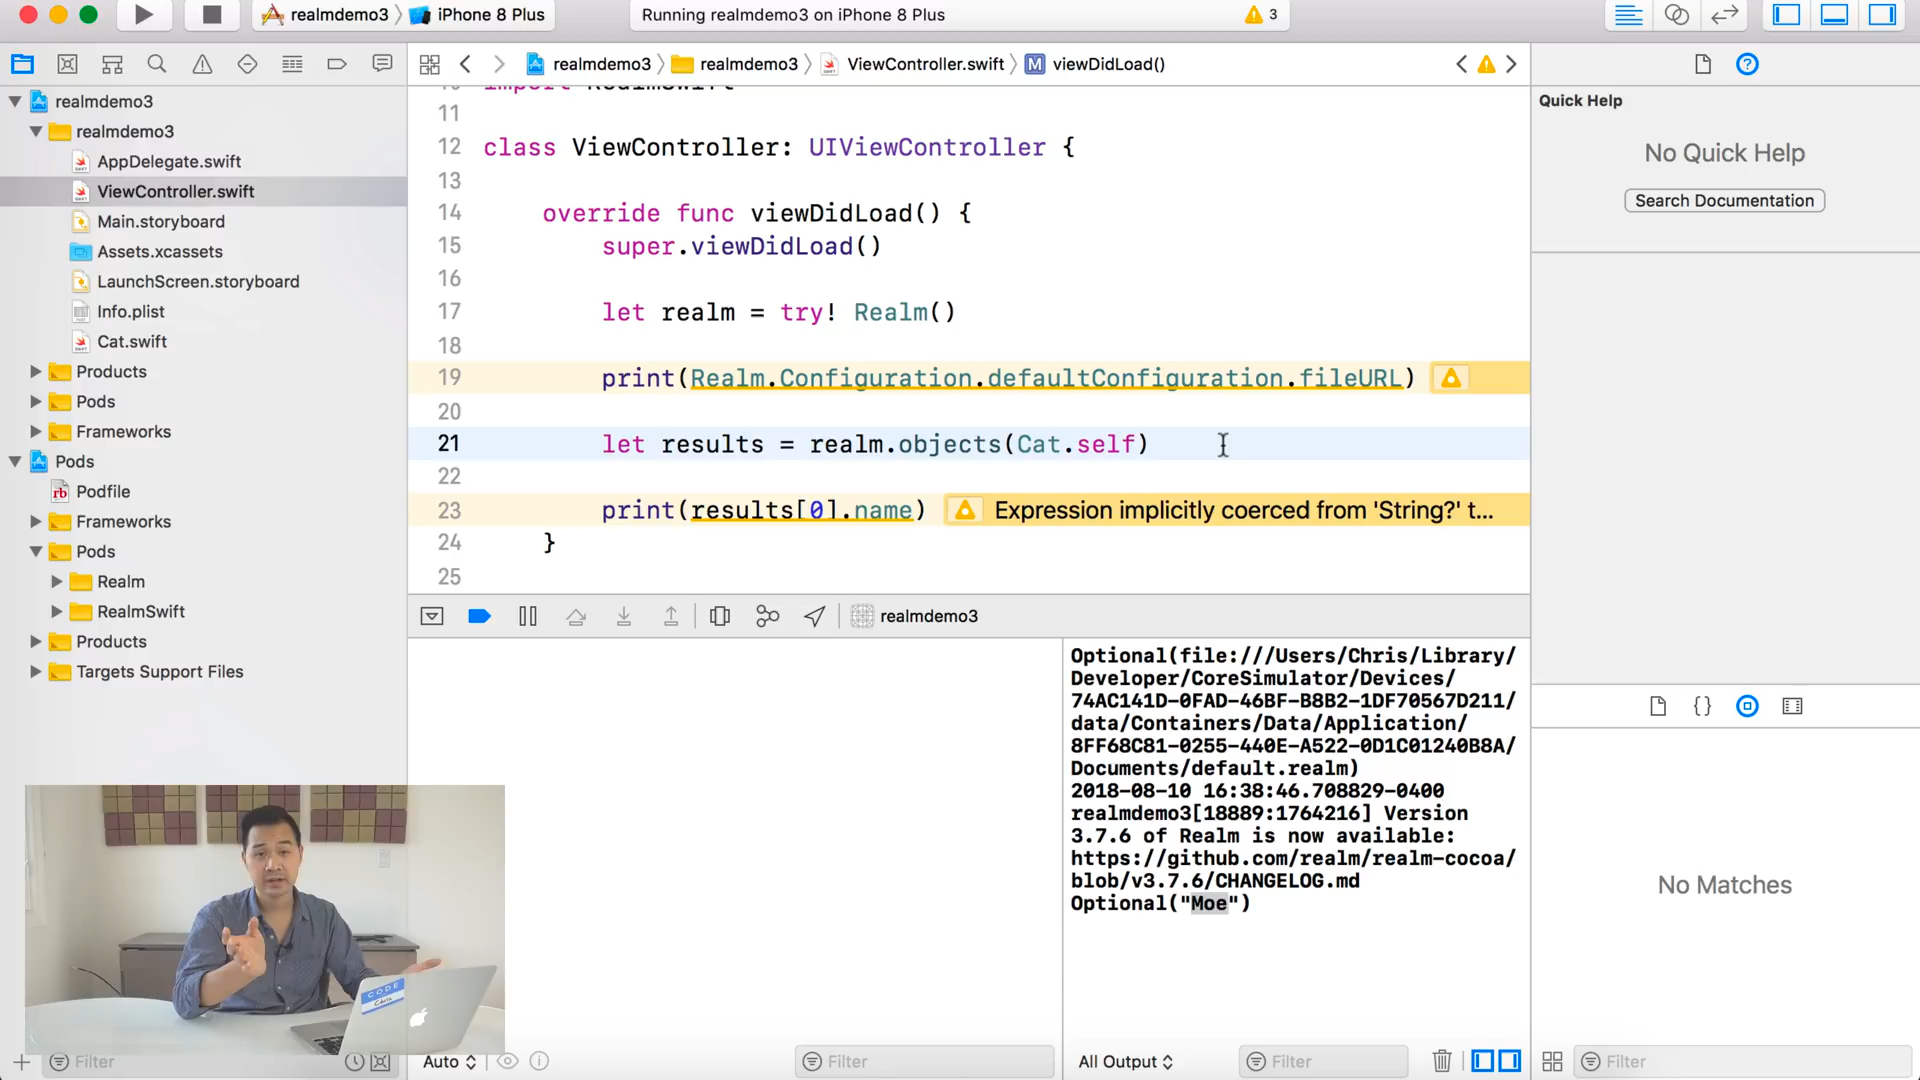 realmdemo3 iPhone 8 Plus
Running realmdemo3 on iPhone 8 Plus
3
realmdemo3 realmdemo3 ViewController.swift M viewDidLoad()
realmdemo3
realmdemo3
AppDelegate.swift
ViewController.swift
Main.storyboard
Assets.xcassets
LaunchScreen.storyboard
Info.plist
Cat.swift
Products
Pods
Frameworks
Pods
rb Podfile
Frameworks
Pods
Realm
RealmSwift
Products
Targets Support Files
Filter
10 import RealmSwift
11
12 class ViewController: UIViewController {
13
14 override func viewDidLoad() {
15 super.viewDidLoad()
16
17 let realm = try! Realm()
18
19 print(Realm.Configuration.defaultConfiguration.fileURL)
20
21 let results = realm.objects(Cat.self)
22
23 print(results[0].name) Expression implicitly coerced from 'String?' t...
24 }
25
realmdemo3
Optional(file:///Users/Chris/Library/
Developer/CoreSimulator/Devices/
74AC141D-0FAD-46BF-B8B2-1DF70567D211/
data/Containers/Data/Application/
8FF68C81-0255-440E-A522-0D1C01240B8A/
Documents/default.realm)
2018-08-10 16:38:46.708829-0400
realmdemo3[18889:1764216] Version
3.7.6 of Realm is now available:
https://github.com/realm/realm-cocoa/
blob/v3.7.6/CHANGELOG.md
Optional("Moe")
Auto
Filter
All Output
Filter
Quick Help
No Quick Help
Search Documentation
{}
No Matches
Filter
CODE
Chris